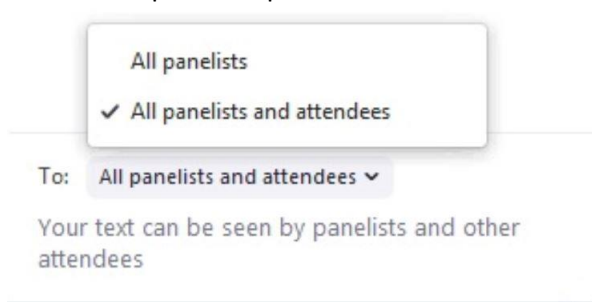 All panelists
✓ All panelists and attendees
To: All panelists and attendees
Your text can be seen by panelists and other
attendees